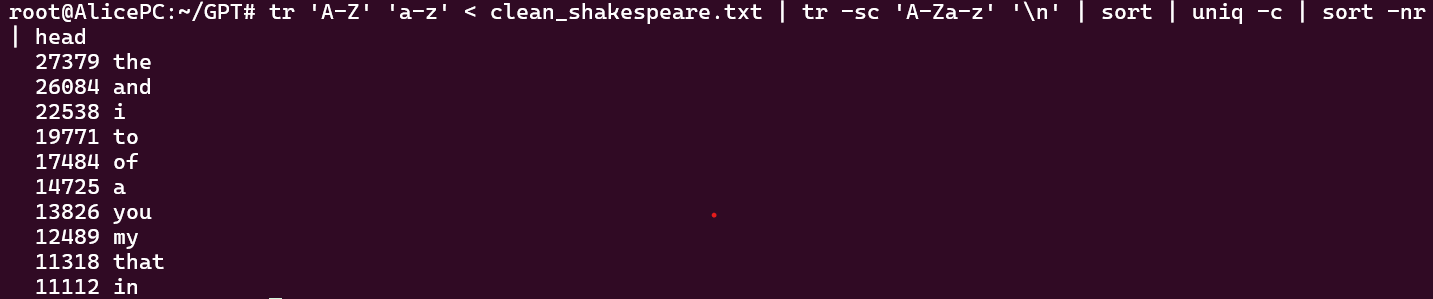 root@AlicePC:~/GPT# tr 'A-Z' 'a-z' < clean_shakespeare.txt | tr -sc 'A-Za-z' '\n' | sort | uniq -c | sort -nr
| head
27379 the
26084 and
22538 i
19771 to
17484 of
14725 a
13826 you
12489 my
11318 that
11112 in